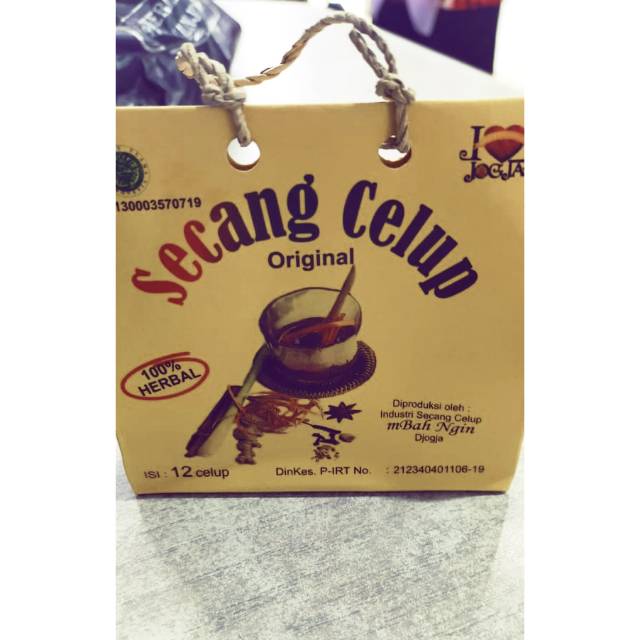 I ❤ JOGJA
130003570719
Secang Celup
Original
100%
HERBAL
Diproduksi oleh :
Industri Secang Celup
mBah Ngin
Djogja
ISI : 12 celup
DinKes. P-IRT No. : 212340401106-19